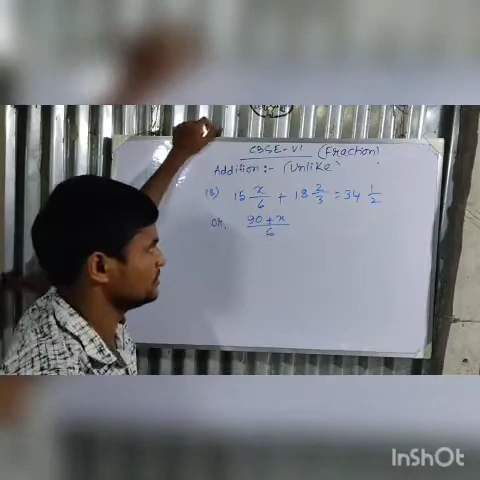 CBSE-VI (Fraction)
Addition:- (Unlike)
(8) 15 x/6 + 18 2/3 = 34 1/2
or, 90+x/6
InShOt